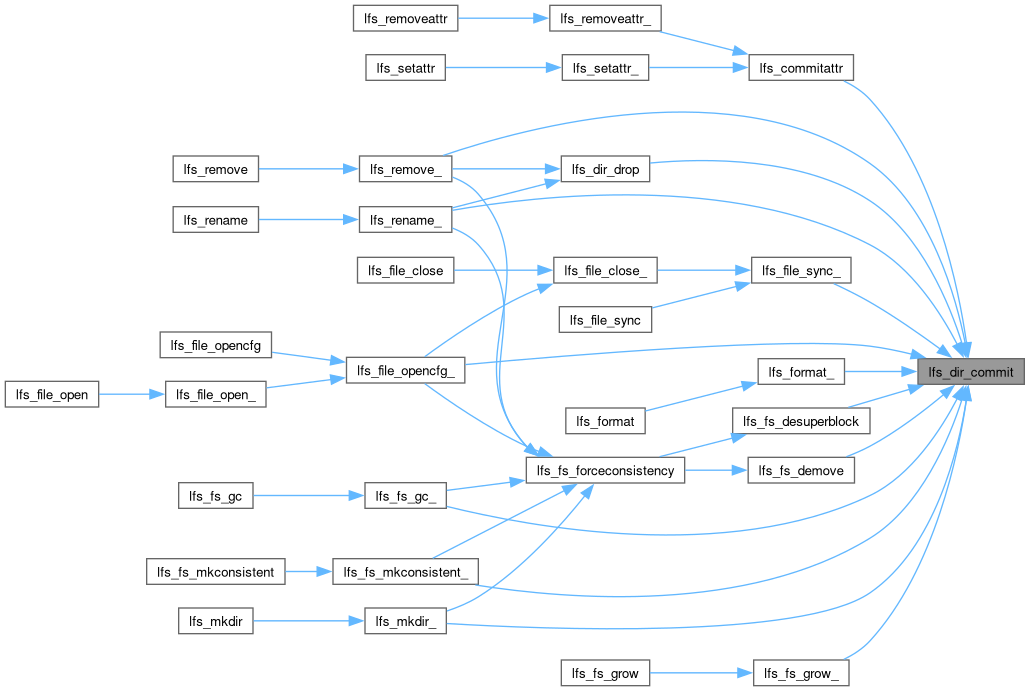 lfs_removeattr
lfs_removeattr_
lfs_setattr
lfs_setattr_
lfs_commitattr
lfs_remove
lfs_remove_
lfs_dir_drop
lfs_rename
lfs_rename_
lfs_file_close
lfs_file_close_
lfs_file_sync_
lfs_file_sync
lfs_file_opencfg
lfs_file_opencfg_
lfs_format_
lfs_dir_commit
lfs_file_open
lfs_file_open_
lfs_format
lfs_fs_desuperblock
lfs_fs_forceconsistency
lfs_fs_demove
lfs_fs_gc
lfs_fs_gc_
lfs_fs_mkconsistent
lfs_fs_mkconsistent_
lfs_mkdir
lfs_mkdir_
lfs_fs_grow
lfs_fs_grow_